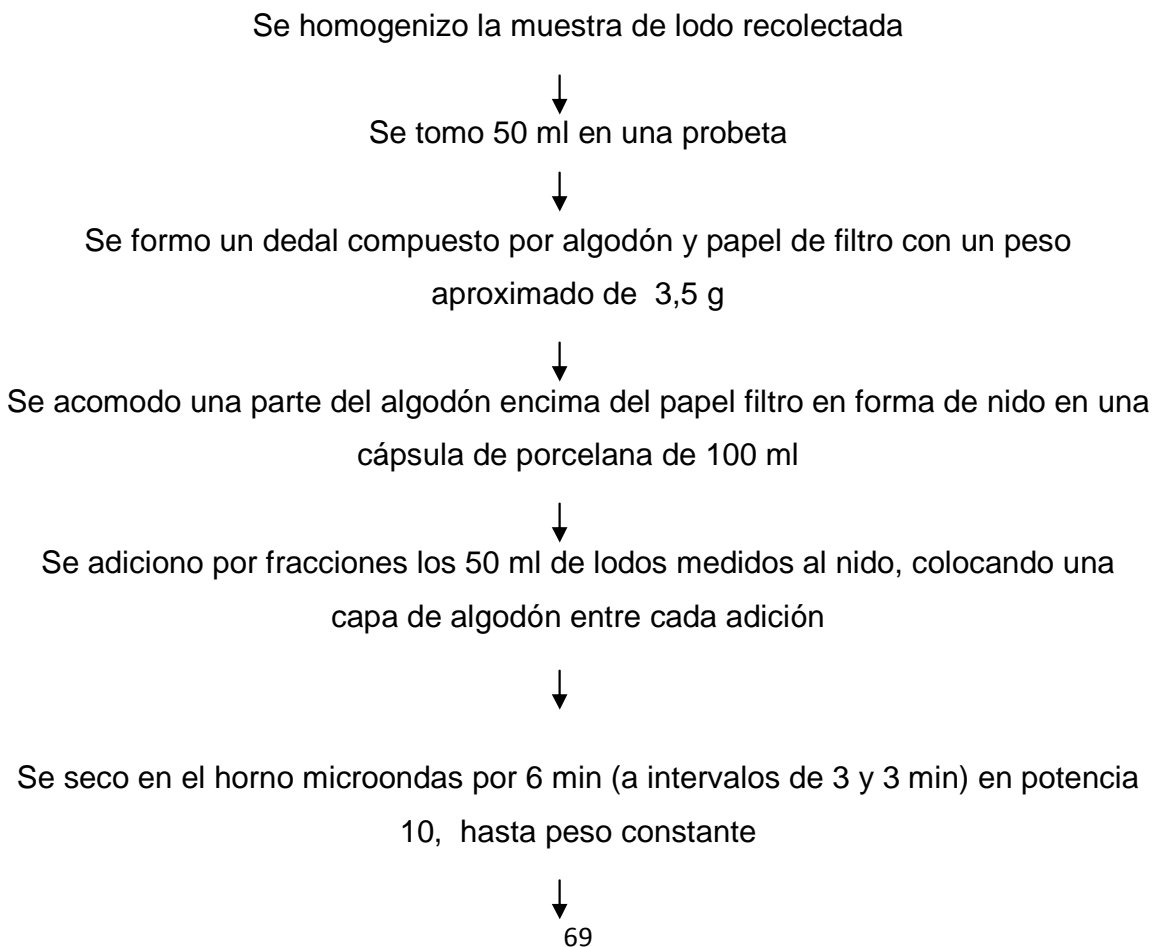 Se homogenizo la muestra de lodo recolectada
Se tomo 50 ml en una probeta
Se formo un dedal compuesto por algodón y papel de filtro con un peso
aproximado de  3,5 g
Se acomodo una parte del algodón encima del papel filtro en forma de nido en una
cápsula de porcelana de 100 ml
Se adiciono por fracciones los 50 ml de lodos medidos al nido, colocando una
capa de algodón entre cada adición
Se seco en el horno microondas por 6 min (a intervalos de 3 y 3 min) en potencia
10,  hasta peso constante
69